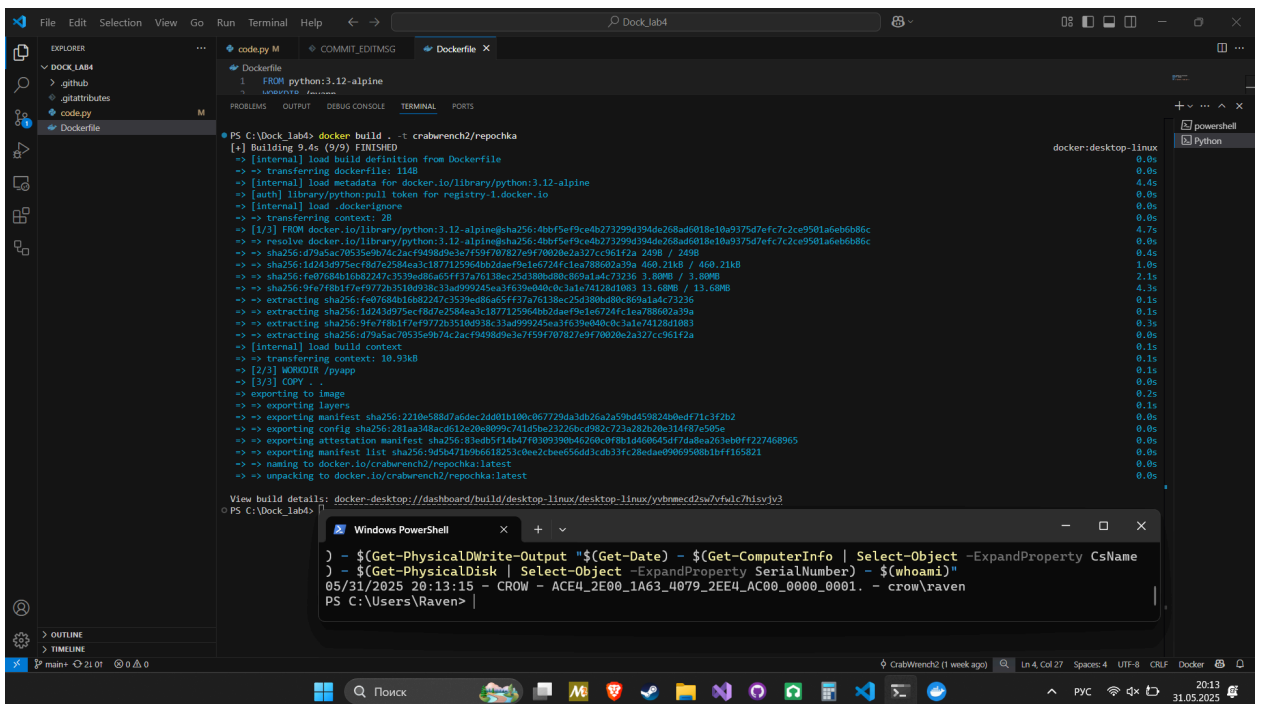 File Edit Selection View Go Run Terminal Help
Dock_lab4
EXPLORER
code.py M
COMMIT_EDITMSG
Dockerfile
DOCK_LAB4
.github
.gitattributes
code.py M
Dockerfile
Dockerfile
1 FROM python:3.12-alpine
2 WORKDIR /pyapp
PROBLEMS OUTPUT DEBUG CONSOLE TERMINAL PORTS
powershell
Python
PS C:\Dock_lab4> docker build . -t crabwrench2/repochka
[+] Building 9.4s (9/9) FINISHED docker:desktop-linux
=> [internal] load build definition from Dockerfile 0.0s
=> => transferring dockerfile: 114B 0.0s
=> [internal] load metadata for docker.io/library/python:3.12-alpine 4.4s
=> [auth] library/python:pull token for registry-1.docker.io 0.0s
=> [internal] load .dockerignore 0.0s
=> => transferring context: 2B 0.0s
=> [1/3] FROM docker.io/library/python:3.12-alpine@sha256:4bbf5ef9ce4b273299d394de268ad6018e10a9375d7efc7c2ce9501a6eb6b86c 4.7s
=> => resolve docker.io/library/python:3.12-alpine@sha256:4bbf5ef9ce4b273299d394de268ad6018e10a9375d7efc7c2ce9501a6eb6b86c 0.0s
=> => sha256:d79a5ac70535e9b74c2acf9498d9e3e7f59f707827e9f70020e2a327cc961f2a 249B / 249B 0.4s
=> => sha256:1d243d975ecf8d7e2584ea3c1877125964bb2daef9e1e6724fc1ea788602a39a 460.21kB / 460.21kB 1.0s
=> => sha256:fe07684b16b82247c3539ed86a65ff37a76138ec25d380bd80c869a1a4c73236 3.80MB / 3.80MB 2.1s
=> => sha256:9fe7f8b1f7ef9772b3510d938c33ad999245ea3f639e040c0c3a1e74128d1083 13.68MB / 13.68MB 4.3s
=> => extracting sha256:fe07684b16b82247c3539ed86a65ff37a76138ec25d380bd80c869a1a4c73236 0.1s
=> => extracting sha256:1d243d975ecf8d7e2584ea3c1877125964bb2daef9e1e6724fc1ea788602a39a 0.1s
=> => extracting sha256:9fe7f8b1f7ef9772b3510d938c33ad999245ea3f639e040c0c3a1e74128d1083 0.3s
=> => extracting sha256:d79a5ac70535e9b74c2acf9498d9e3e7f59f707827e9f70020e2a327cc961f2a 0.0s
=> [internal] load build context 0.1s
=> => transferring context: 10.93kB 0.1s
=> [2/3] WORKDIR /pyapp 0.1s
=> [3/3] COPY . . 0.0s
=> exporting to image 0.2s
=> => exporting layers 0.1s
=> => exporting manifest sha256:2210e588d7a6dec2dd01b100c067729da3db26a2a59bd459824b0edf71c3f2b2 0.0s
=> => exporting config sha256:281aa348acd612e20e8099c741d5be23226bcd982c723a282b20e314f87e505e 0.0s
=> => exporting attestation manifest sha256:83edb5f14b47f0309390b46260c0f8b1d460645df7da8ea263eb0ff227468965 0.0s
=> => exporting manifest list sha256:9d5b471b9b6618253c0ee2cbee656dd3cdb33fc28edae09069508b1bff165821 0.0s
=> => naming to docker.io/crabwrench2/repochka:latest 0.0s
=> => unpacking to docker.io/crabwrench2/repochka:latest 0.0s
View build details: docker-desktop://dashboard/build/desktop-linux/desktop-linux/yvbnmecd2sw7vfwlc7hisvjv3
PS C:\Dock_lab4>
Windows PowerShell
) - $(Get-PhysicalDWrite-Output "$(Get-Date) - $(Get-ComputerInfo | Select-Object -ExpandProperty CsName
) - $(Get-PhysicalDisk | Select-Object -ExpandProperty SerialNumber) - $(whoami)"
05/31/2025 20:13:15 - CROW - ACE4_2E00_1A63_4079_2EE4_AC00_0000_0001. - crow\raven
PS C:\Users\Raven>
OUTLINE
TIMELINE
main+ 2↓ 0↑ 0 0
CrabWrench2 (1 week ago) Ln 4, Col 27 Spaces: 4 UTF-8 CRLF Docker
Поиск
РУС
20:13
31.05.2025